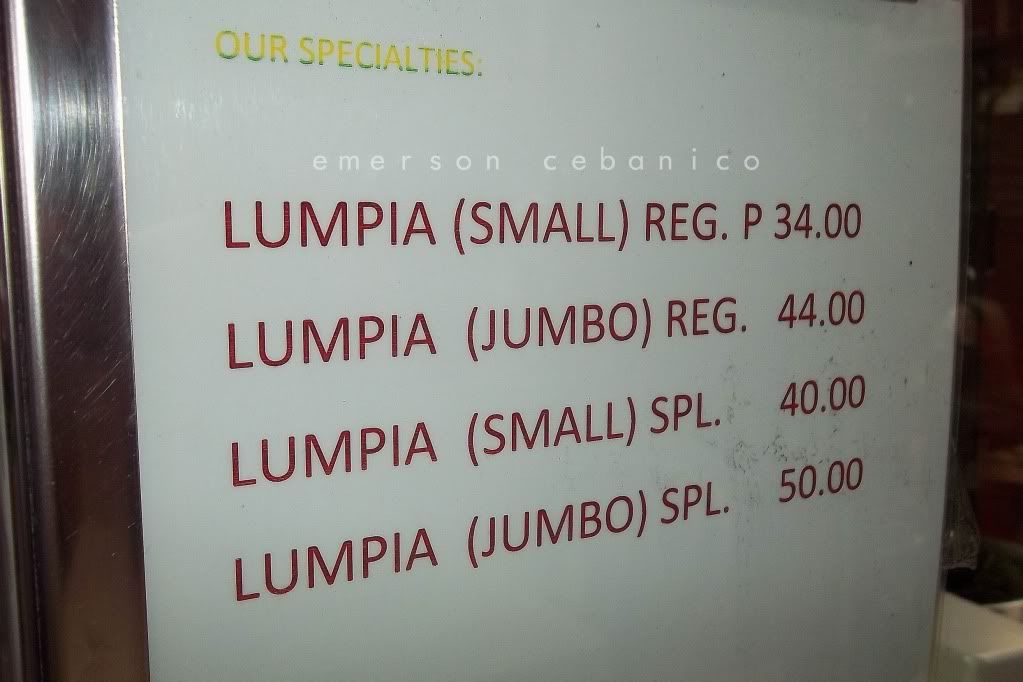 OUR SPECIALTIES:
emerson cebanico
LUMPIA (SMALL) REG. P 34.00
LUMPIA (JUMBO) REG. 44.00
LUMPIA (SMALL) SPL. 40.00
LUMPIA (JUMBO) SPL. 50.00